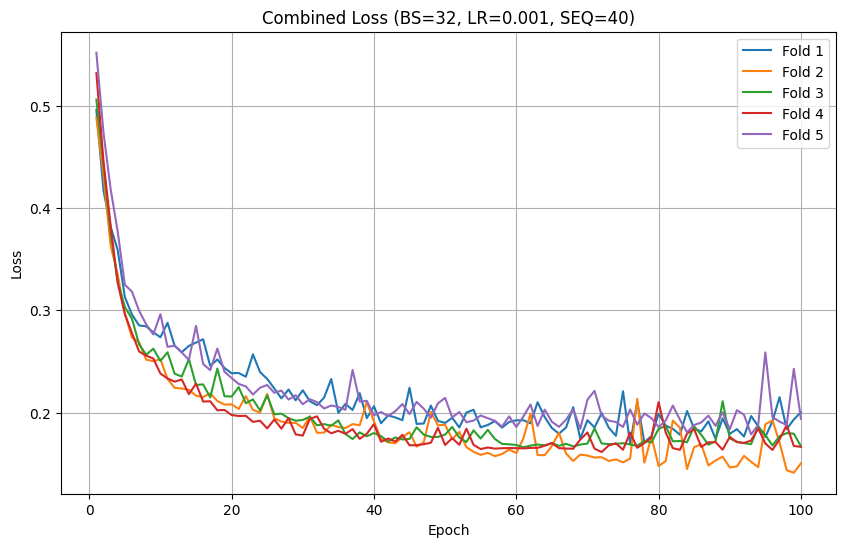 Combined Loss (BS=32, LR=0.001, SEQ=40)
Fold 1
Fold 2
Fold 3
Fold 4
Fold 5
Loss
0.5
0.4
0.3
0.2
0
20
40
60
80
100
Epoch